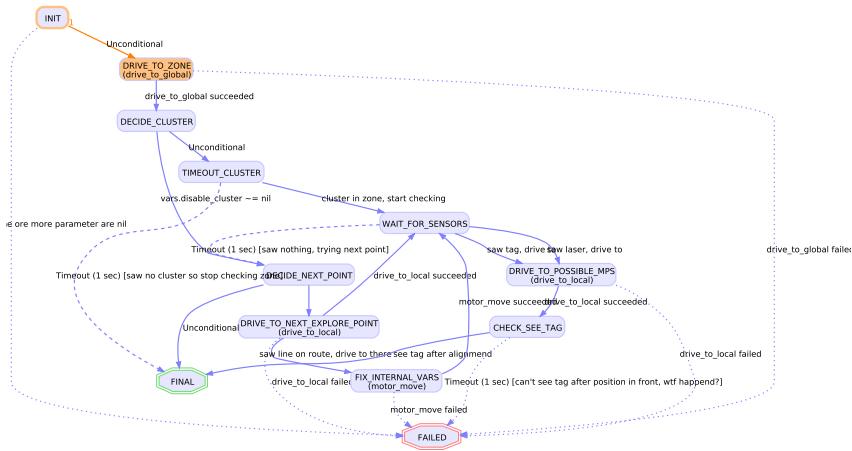 INIT
1
Unconditional
DRIVE_TO_ZONE
(drive_to_global)
drive_to_global succeeded
DECIDE_CLUSTER
Unconditional
TIMEOUT_CLUSTER
vars.disable_cluster ~= nil
cluster in zone, start checking
ne ore more parameter are nil
WAIT_FOR_SENSORS
Timeout (1 sec) [saw nothing, trying next point]
saw tag, drive to
saw laser, drive to
drive_to_global failed
Timeout (1 sec) [saw no cluster so stop checking zone]
DECIDE_NEXT_POINT
drive_to_local succeeded
DRIVE_TO_POSSIBLE_MPS
(drive_to_local)
motor_move succeeded
drive_to_local succeeded
Unconditional
DRIVE_TO_NEXT_EXPLORE_POINT
(drive_to_local)
CHECK_SEE_TAG
saw line on route, drive to there see tag after alignmend
drive_to_local failed
FINAL
drive_to_local failed
FIX_INTERNAL_VARS
(motor_move)
Timeout (1 sec) [can't see tag after position in front, wtf happend?]
motor_move failed
FAILED